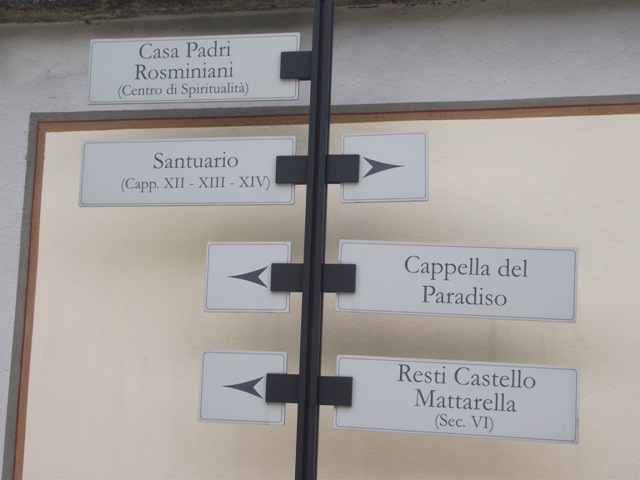 Casa Padri
Rosminiani
(Centro di Spiritualità)
Santuario
(Capp. XII - XIII - XIV)
Cappella del
Paradiso
Resti Castello
Mattarella
(Sec. VI)